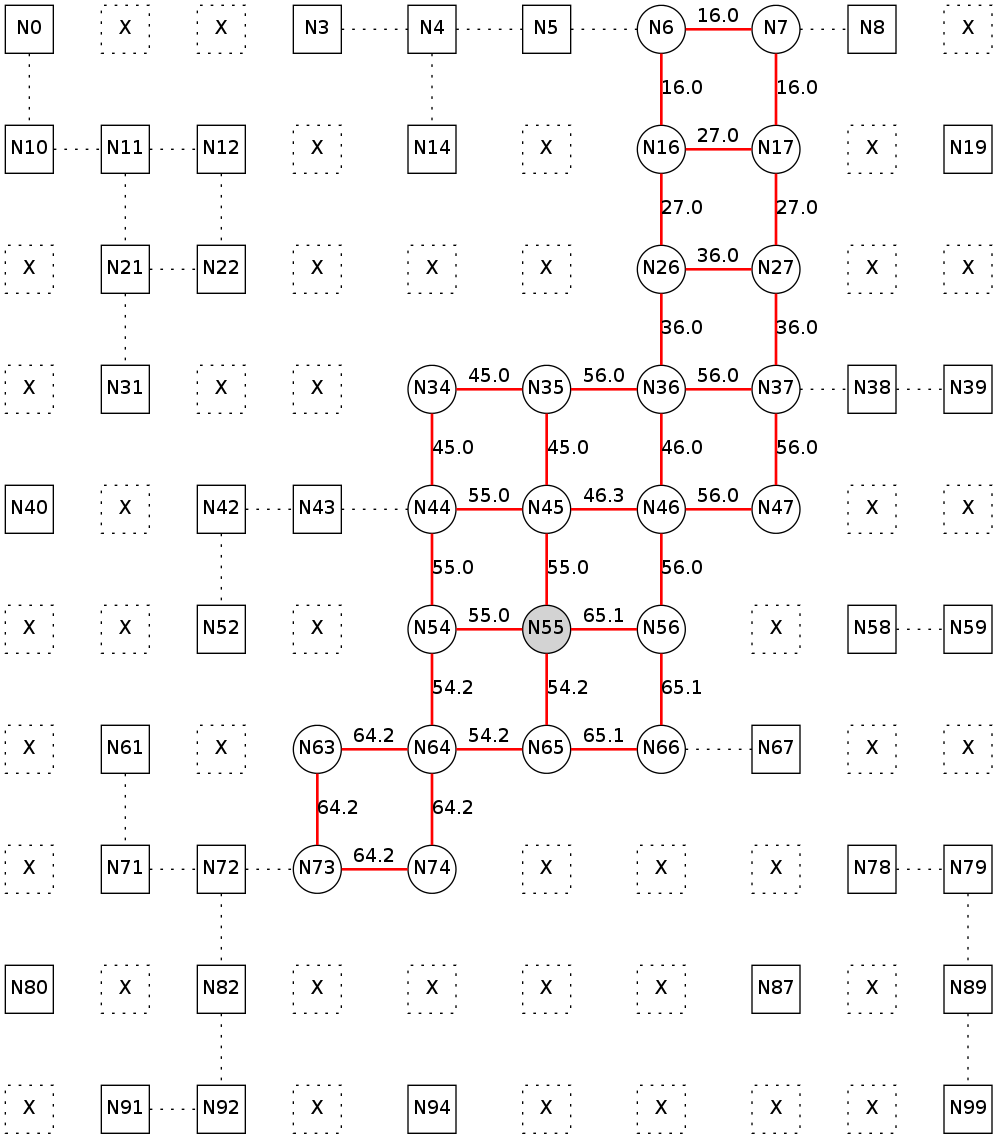 N0 X X N3 N4 N5 N6 16.0 N7 N8 X
16.0 16.0
N10 N11 N12 X N14 X N16 27.0 N17 X N19
27.0 27.0
X N21 N22 X X X N26 36.0 N27 X X
36.0 36.0
X N31 X X N34 45.0 N35 56.0 N36 56.0 N37 N38 N39
45.0 45.0 46.0 56.0
N40 X N42 N43 N44 55.0 N45 46.3 N46 56.0 N47 X X
55.0 55.0 56.0
X X N52 X N54 55.0 N55 65.1 N56 X N58 N59
54.2 54.2 65.1
X N61 X N63 64.2 N64 54.2 N65 65.1 N66 N67 X X
64.2 64.2
X N71 N72 N73 64.2 N74 X X X N78 N79
N80 X N82 X X X X N87 X N89
X N91 N92 X N94 X X X X N99